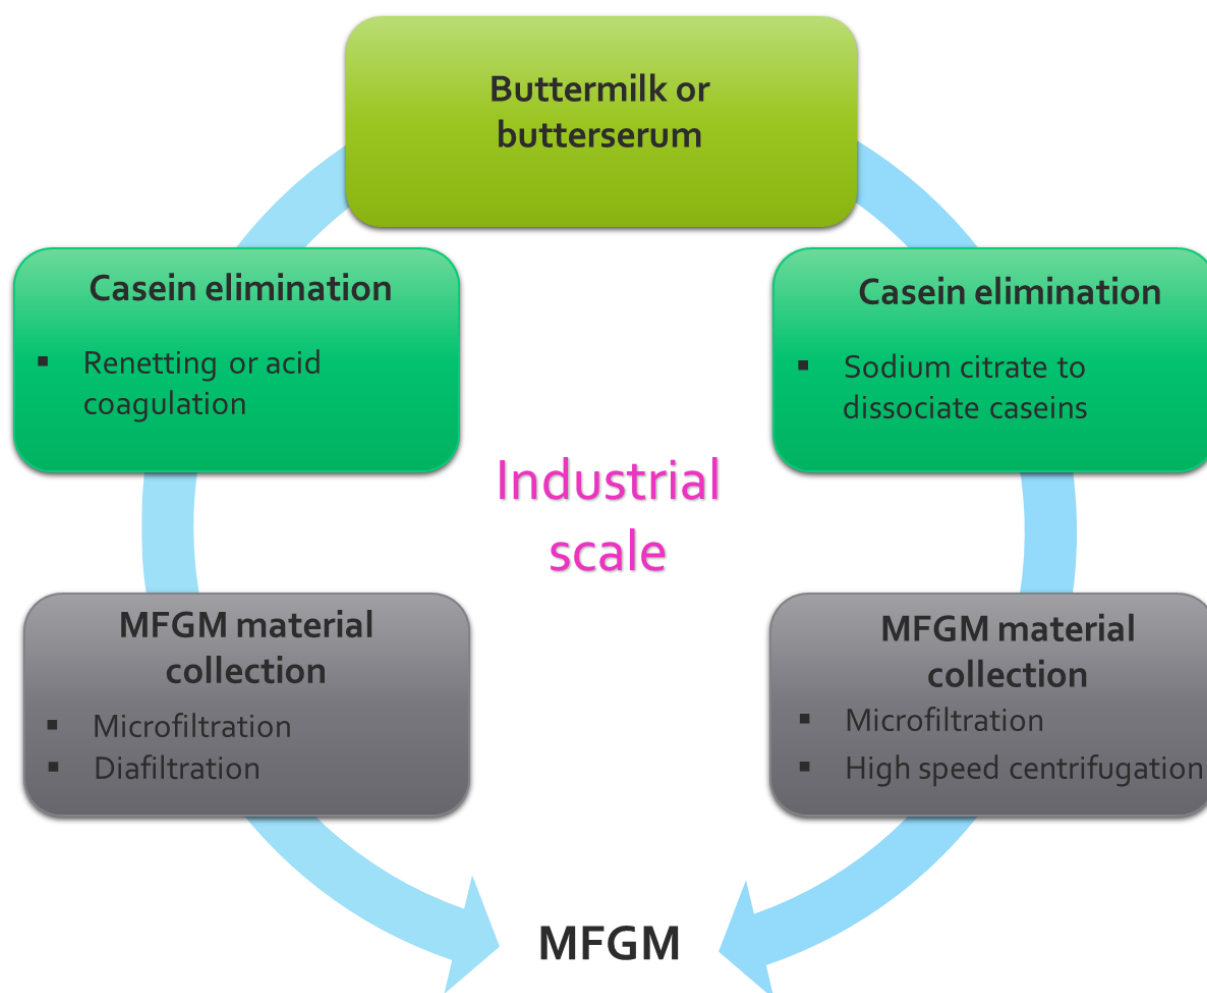 Buttermilk or
butterserum
Casein elimination
▪ Renetting or acid
coagulation
Casein elimination
▪ Sodium citrate to
dissociate caseins
Industrial
scale
MFGM material
collection
▪ Microfiltration
▪ Diafiltration
MFGM material
collection
▪ Microfiltration
▪ High speed centrifugation
MFGM